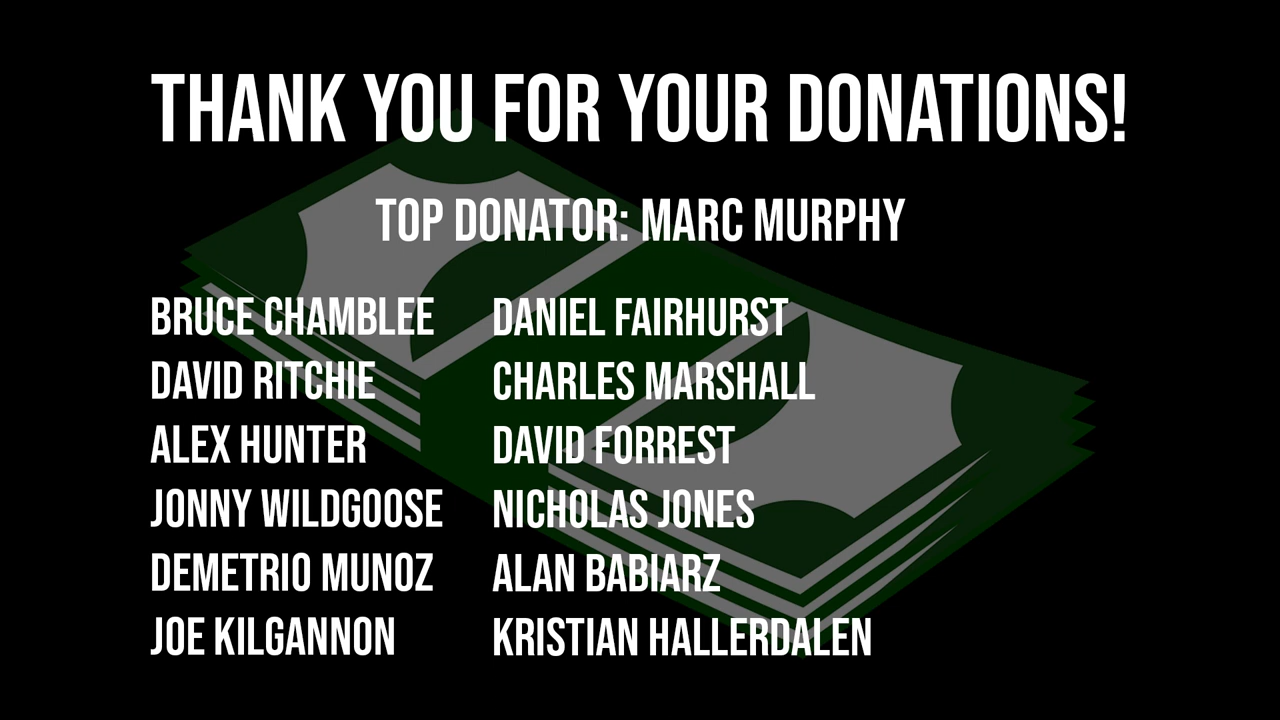 THANK YOU FOR YOUR DONATIONS!
TOP DONATOR: MARC MURPHY
BRUCE CHAMBLEE
DAVID RITCHIE
ALEX HUNTER
JONNY WILDGOOSE
DEMETRIO MUNOZ
JOE KILGANNON
DANIEL FAIRHURST
CHARLES MARSHALL
DAVID FORREST
NICHOLAS JONES
ALAN BABIARZ
KRISTIAN HALLERDALEN